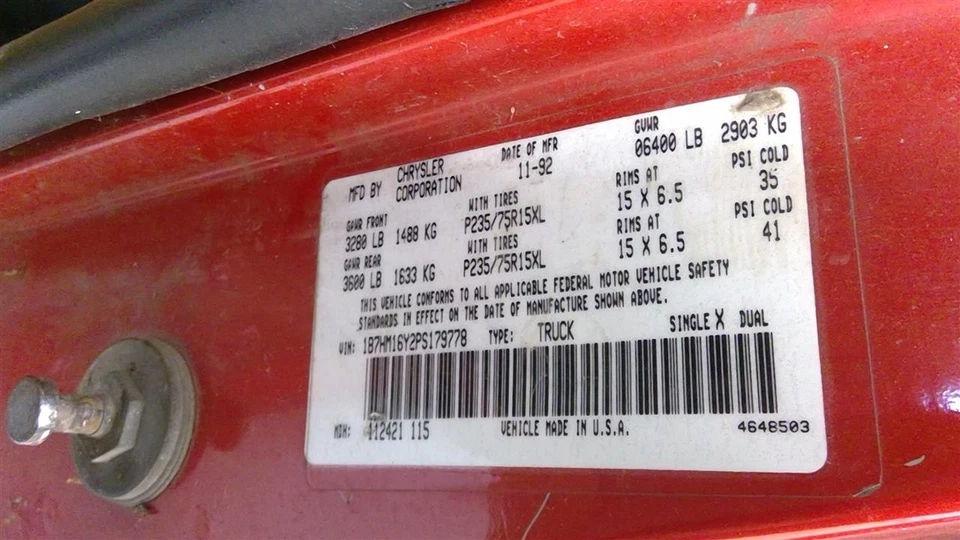 MFD BY CHRYSLER CORPORATION DATE OF MFR 11-92 GVWR 06400 LB 2903 KG
GAWR FRONT 3280 LB 1488 KG WITH TIRES P235/75R15XL RIMS AT 15 X 6.5 PSI COLD 35
GAWR REAR 3600 LB 1633 KG WITH TIRES P235/75R15XL RIMS AT 15 X 6.5 PSI COLD 41
THIS VEHICLE CONFORMS TO ALL APPLICABLE FEDERAL MOTOR VEHICLE SAFETY
STANDARDS IN EFFECT ON THE DATE OF MANUFACTURE SHOWN ABOVE.
VIN: 1B7HM16Y2PS179778 TYPE: TRUCK SINGLE X DUAL
MDH: 112421 115 VEHICLE MADE IN U.S.A. 4648503